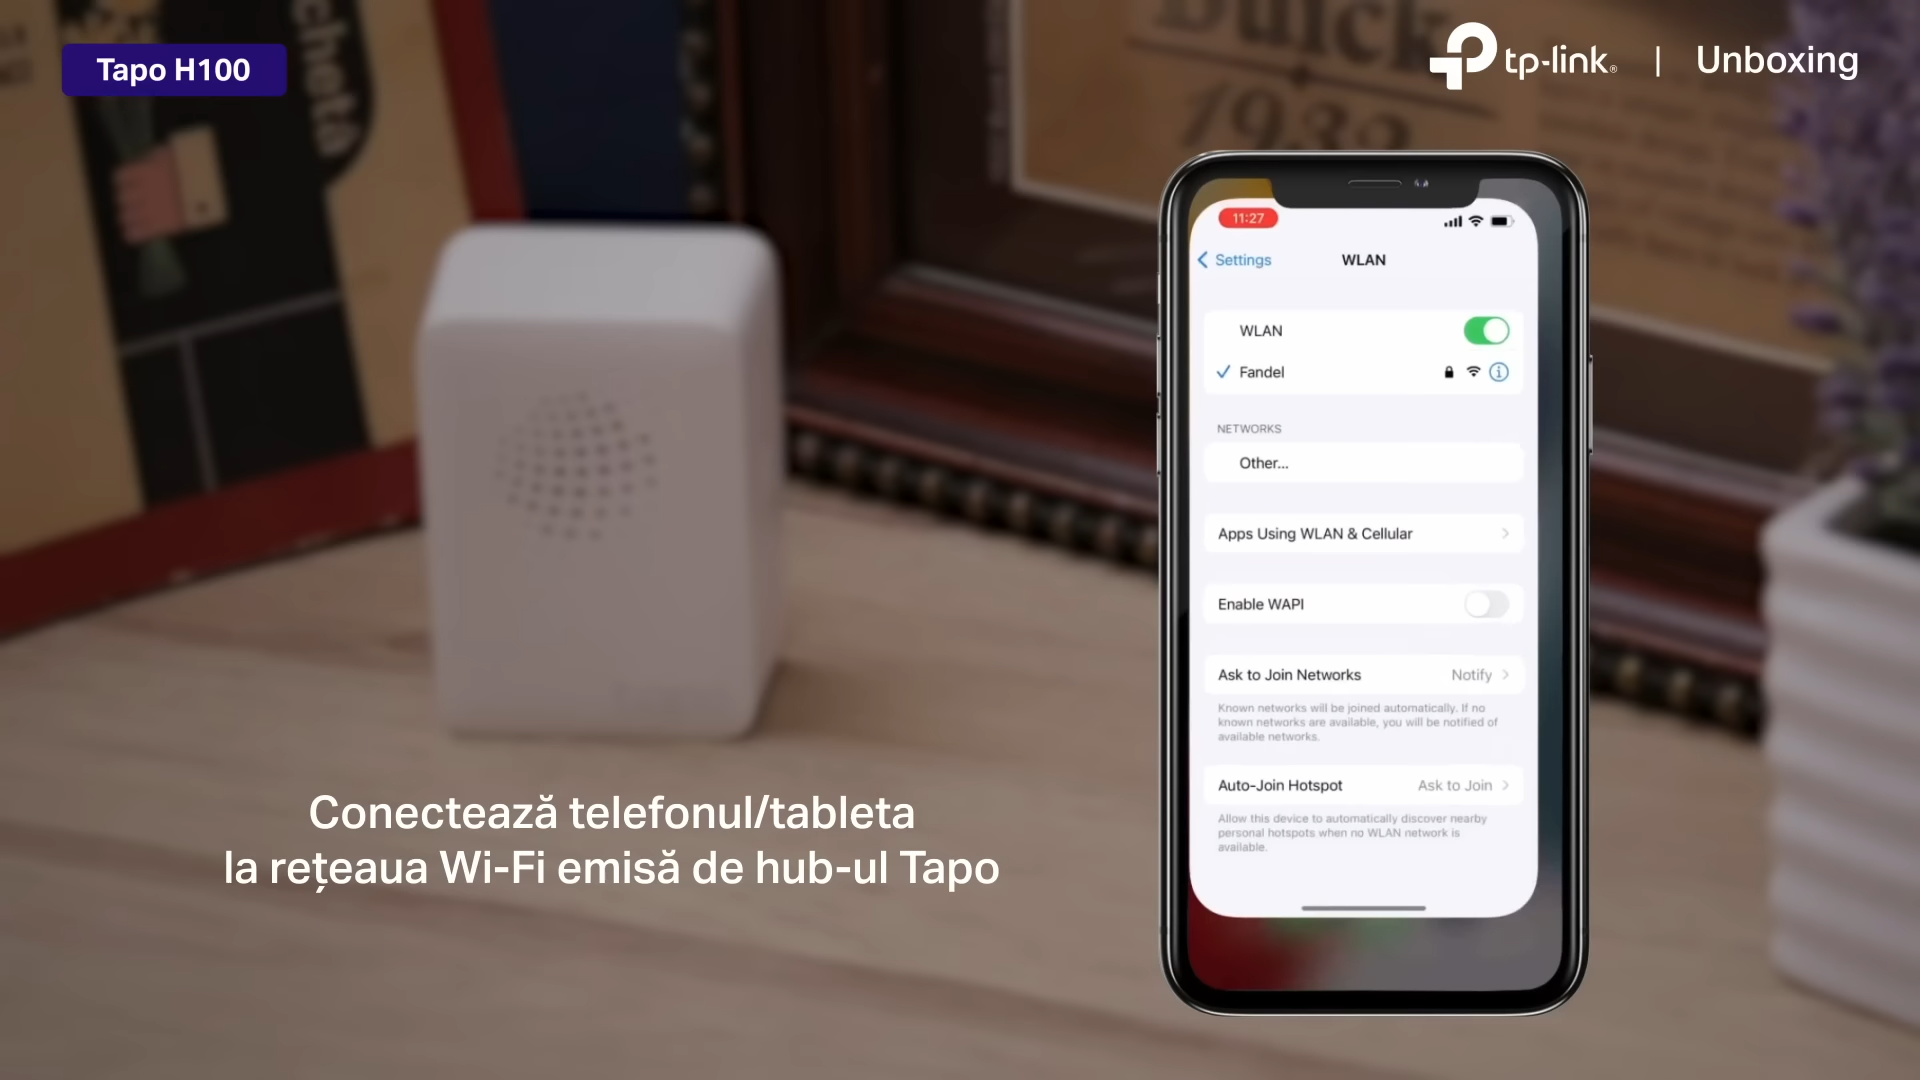 Tapo H100
tp-link
| Unboxing
chetă
Buick
1932
11:27
Settings
WLAN
WLAN
Fandel
NETWORKS
Other...
Apps Using WLAN & Cellular
Enable WAPI
Ask to Join Networks Notify
Known networks will be joined automatically. If no
known networks are available, you will be notified of
available networks.
Auto-Join Hotspot Ask to Join
Allow this device to automatically discover nearby
personal hotspots when no WLAN network is
available.
Conectează telefonul/tableta
la rețeaua Wi-Fi emisă de hub-ul Tapo